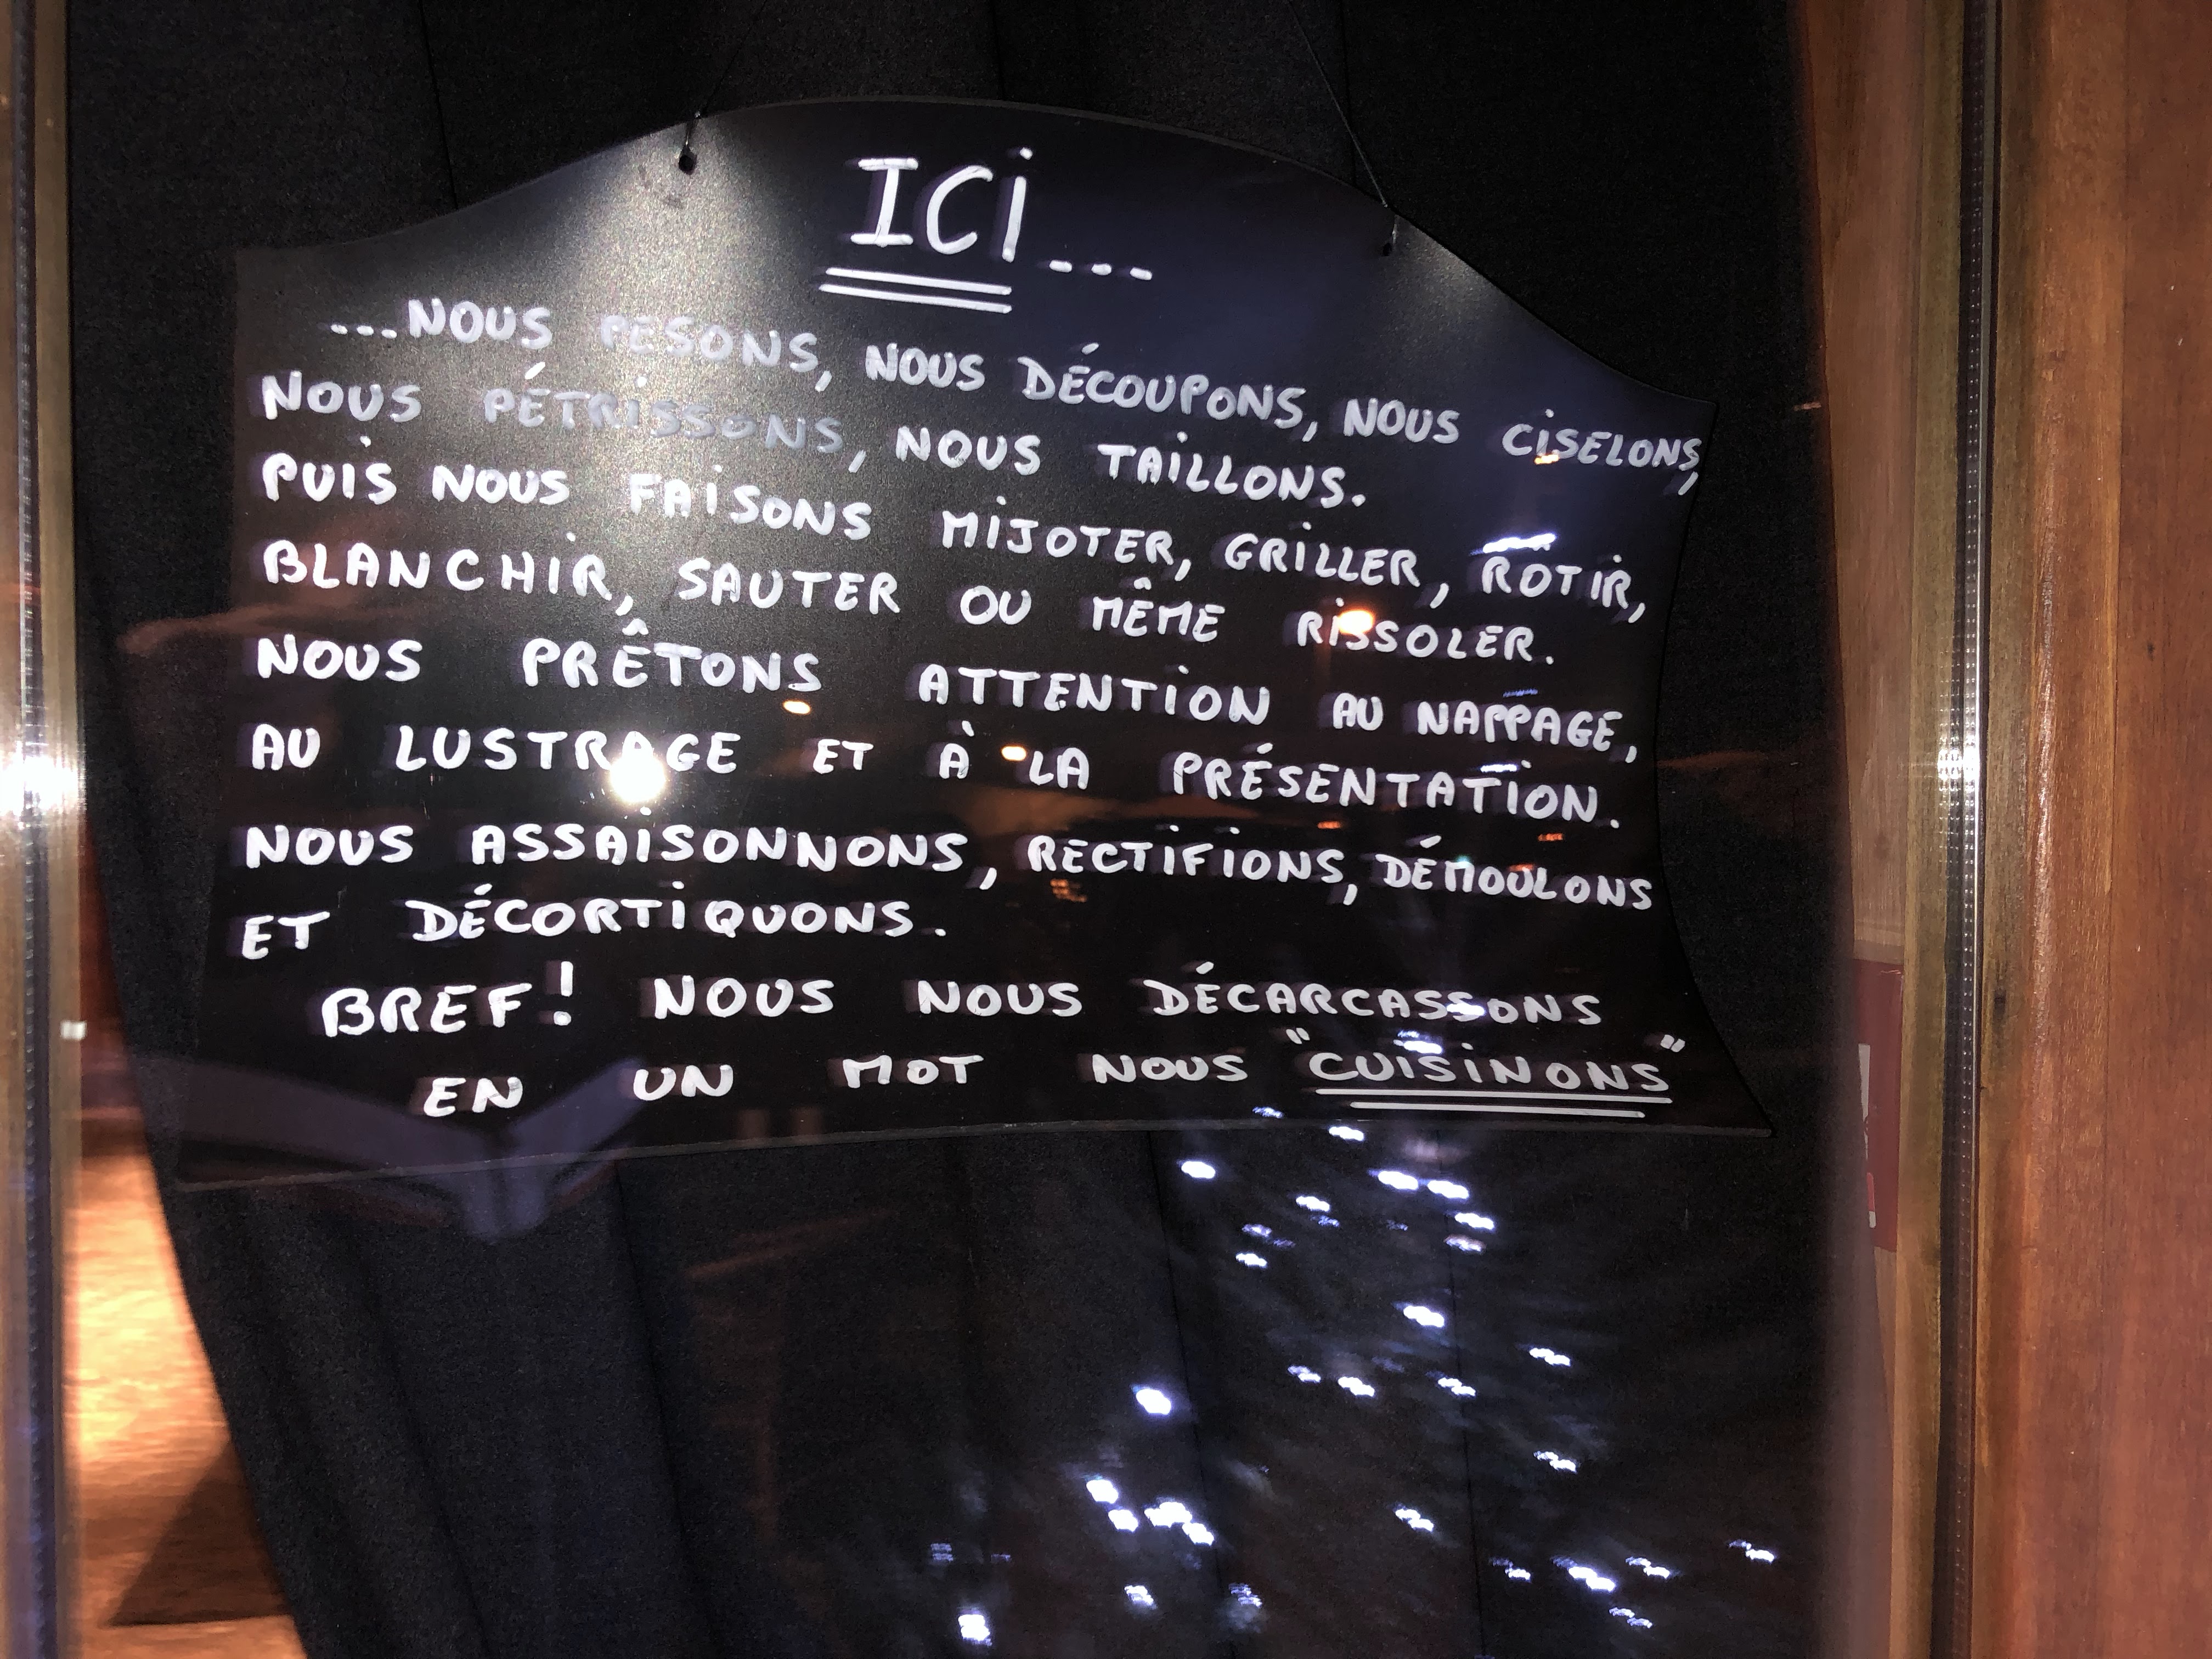 ICi...
...NOUS PESONS, NOUS DÉCOUPONS, NOUS CiSELONS,
NOUS PÉTRiSSONS, NOUS TAiLLONS.
PUiS NOUS FAiSONS MiJOTER, GRiLLER, RÔTiR,
BLANCHiR, SAUTER OU MÊME RiSSOLER.
NOUS PRÊTONS ATTENTiON AU NAPPAGE,
AU LUSTRAGE ET À LA PRÉSENTATiON.
NOUS ASSAiSONNONS, RECTiFiONS, DÉMOULONS
ET DÉCORTiQUONS.
BREF! NOUS NOUS DÉCARCASSONS
EN UN MOT NOUS "CUiSiNONS"